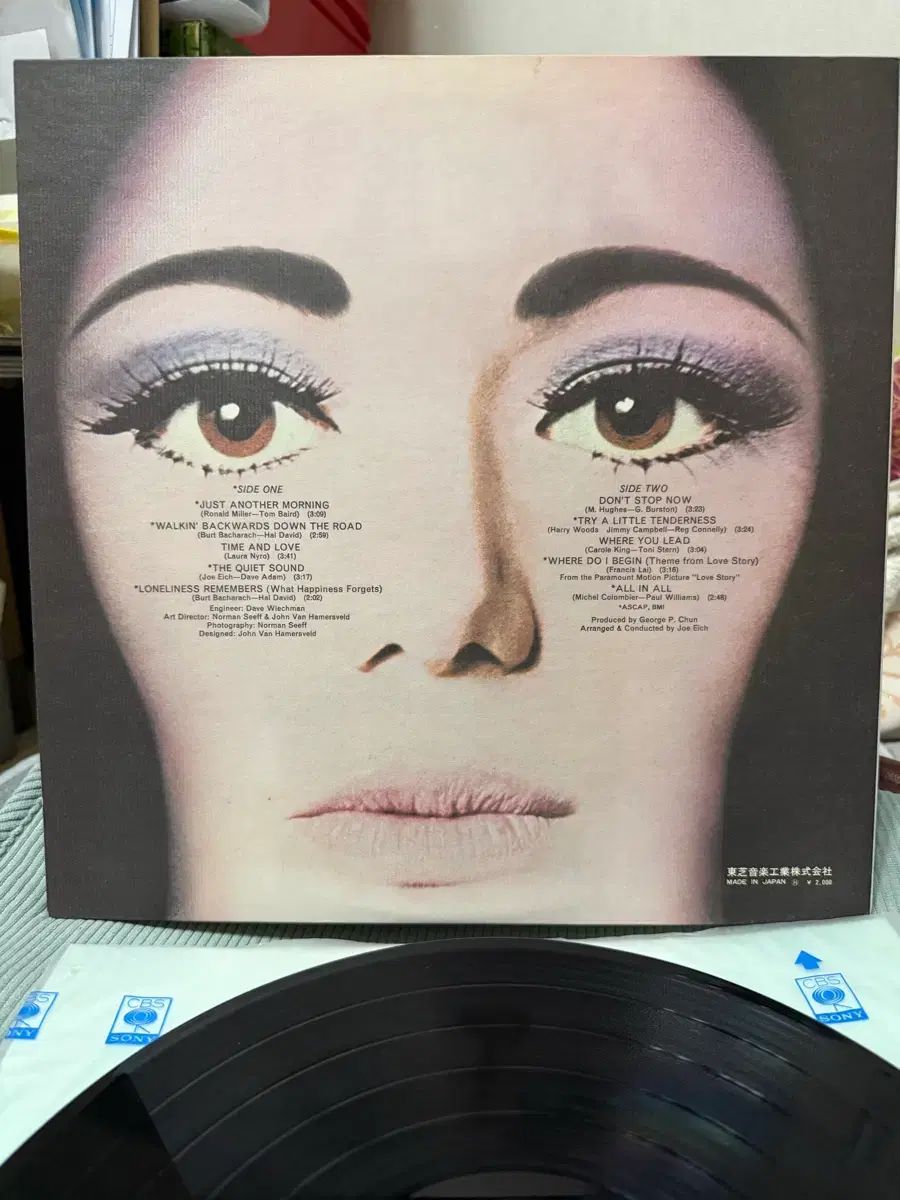 *SIDE ONE
*JUST ANOTHER MORNING
(Ronald Miller—Tom Baird) (3:09)
*WALKIN' BACKWARDS DOWN THE ROAD
(Burt Bacharach—Hal David) (2:59)
TIME AND LOVE
(Laura Nyro) (3:41)
*THE QUIET SOUND
(Joe Eich—Dave Adam) (3:17)
*LONELINESS REMEMBERS (What Happiness Forgets)
(Burt Bacharach—Hal David) (2:02)
Engineer: Dave Wiechman
Art Director: Norman Seeff & John Van Hamersveld
Photography: Norman Seeff
Designed: John Van Hamersveld
SIDE TWO
DON'T STOP NOW
(M. Hughes—G. Burston) (3:23)
*TRY A LITTLE TENDERNESS
(Harry Woods Jimmy Campbell—Reg Connelly) (3:24)
WHERE YOU LEAD
(Carole King—Toni Stern) (3:04)
*WHERE DO I BEGIN (Theme from Love Story)
(Francis Lai) (3:16)
From the Paramount Motion Picture "Love Story"
*ALL IN ALL
(Michel Colombier—Paul Williams) (2:48)
*ASCAP, BMI
Produced by George P. Chun
Arranged & Conducted by Joe Eich
東芝音楽工業株式会社
MADE IN JAPAN Ⓗ ¥ 2,000
CBS
SONY
CBS
SONY
NY